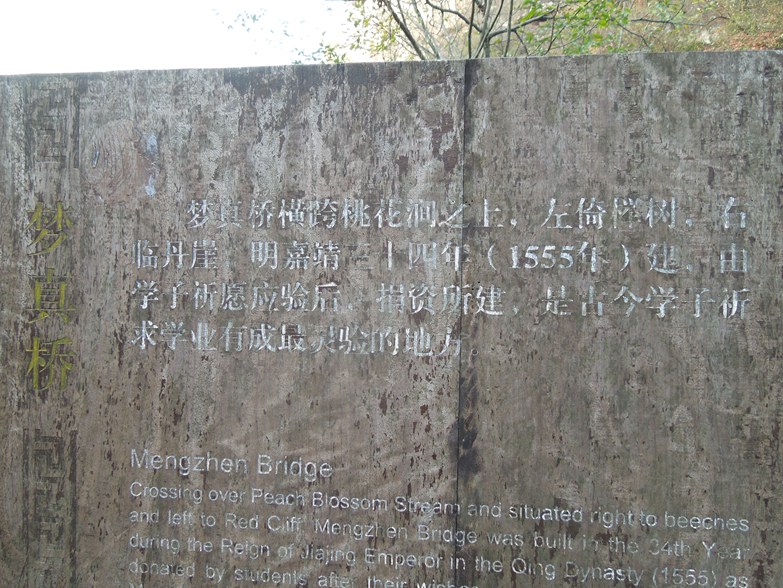 梦真桥
梦真桥横跨桃花涧之上，左倚榉树，右
临丹崖 明嘉靖三十四年（1555年）建，由
学子祈愿应验后，捐资所建，是古今学子祈
求学业有成最灵验的地方
Mengzhen Bridge
Crossing over Peach Blossom Stream and situated right to beeches
and left to Red Cliff, Mengzhen Bridge was built in the 34th Year
during the Reign of Jiajing Emperor in the Qing Dynasty (1555) as
donated by students after their